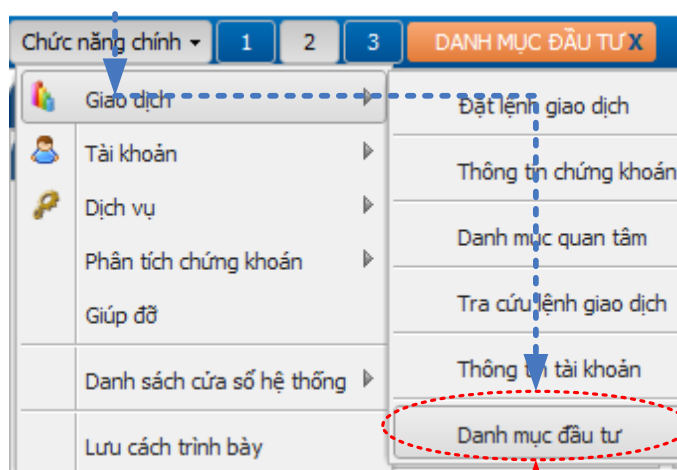 Chức năng chính 1 2 3 DANH MỤC ĐẦU TƯ X
Giao dịch
Tài khoản
Dịch vụ
Phân tích chứng khoán
Giúp đỡ
Danh sách cửa sổ hệ thống
Lưu cách trình bày
Đặt lệnh giao dịch
Thông tin chứng khoán
Danh mục quan tâm
Tra cứu lệnh giao dịch
Thông tin tài khoản
Danh mục đầu tư